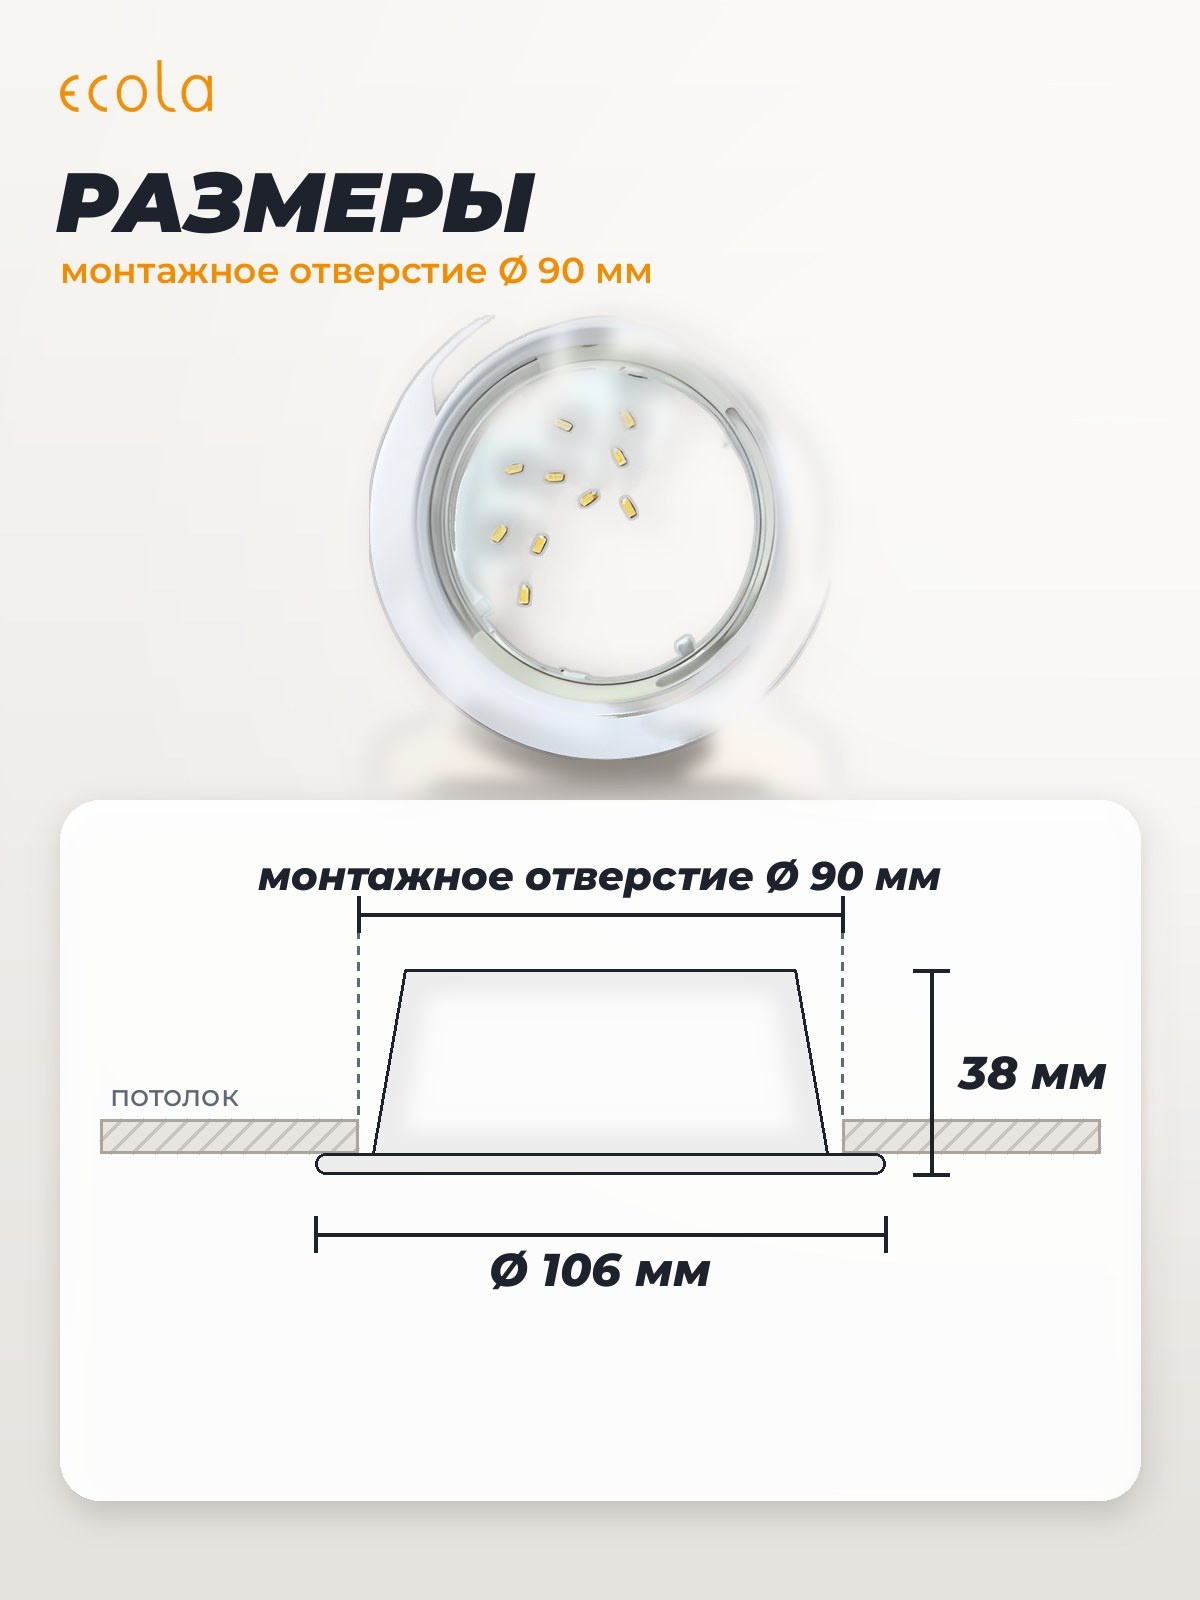 ecola
РАЗМЕРЫ
монтажное отверстие Ø 90 мм
монтажное отверстие Ø 90 мм
38 мм
ПОТОЛОК
Ø 106 мм